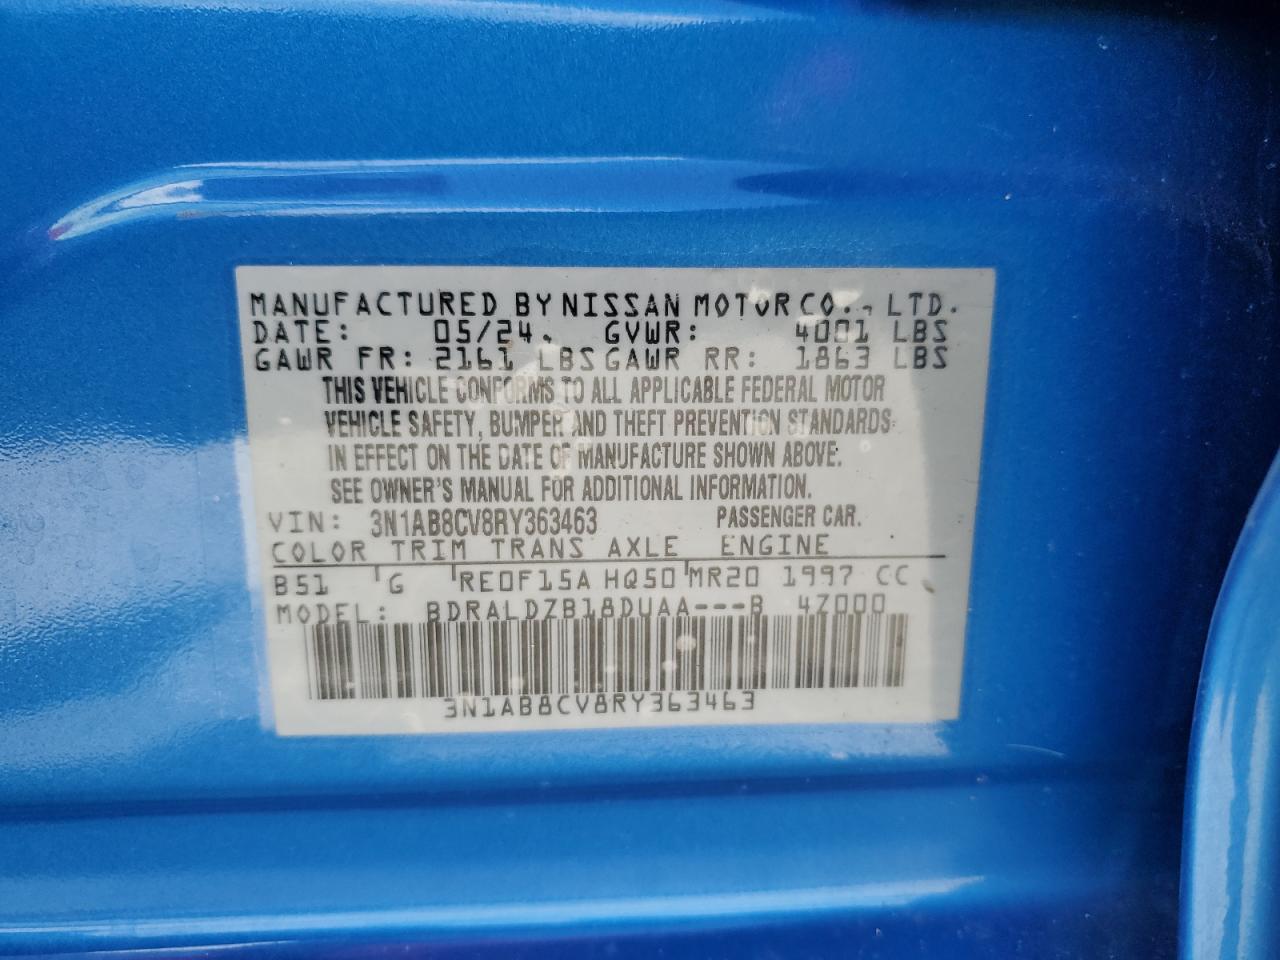 MANUFACTURED BY NISSAN MOTOR CO., LTD.
DATE: 05/24 GVWR: 4001 LBS
GAWR FR: 2161 LBS GAWR RR: 1863 LBS
THIS VEHICLE CONFORMS TO ALL APPLICABLE FEDERAL MOTOR
VEHICLE SAFETY, BUMPER AND THEFT PREVENTION STANDARDS
IN EFFECT ON THE DATE OF MANUFACTURE SHOWN ABOVE.
SEE OWNER'S MANUAL FOR ADDITIONAL INFORMATION.
VIN: 3N1AB8CV8RY363463 PASSENGER CAR.
COLOR TRIM TRANS AXLE ENGINE
B51 G RE0F15A HQ50 MR20 1997 CC
MODEL: BDRALDZB18DUAA---B 4Z000
3N1AB8CV8RY363463